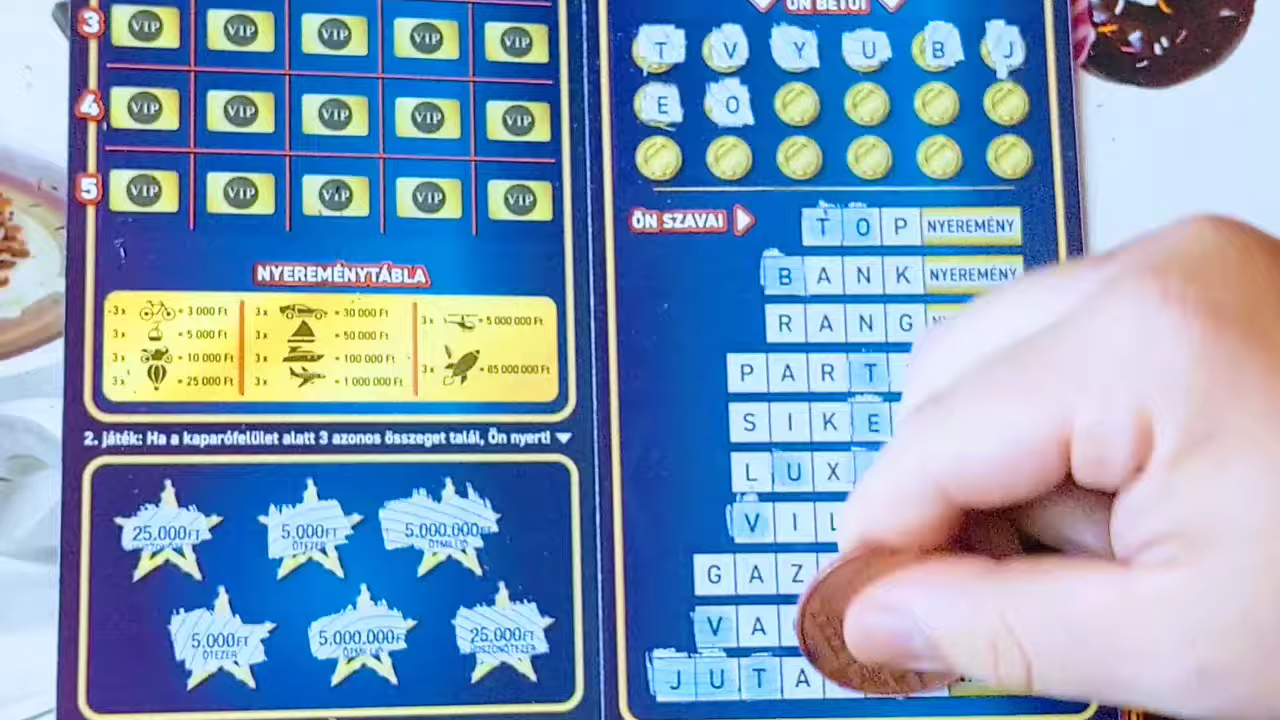 3 VIP VIP VIP VIP VIP
4 VIP VIP VIP VIP VIP
5 VIP VIP VIP VIP VIP
NYEREMÉNYTÁBLA
3x = 3 000 Ft
3x = 5 000 Ft
3x = 10 000 Ft
3x = 25 000 Ft
3x = 30 000 Ft
3x = 50 000 Ft
3x = 100 000 Ft
3x = 1 000 000 Ft
3x = 5 000 000 Ft
3x = 65 000 000 Ft
2. játék: Ha a kaparófelület alatt 3 azonos összeget talál, Ön nyert!
25.000FT
5.000FT
ÖTEZER
5.000.000FT
ÖTMILLIÓ
5.000FT
ÖTEZER
5.000.000FT
ÖTMILLIÓ
25.000FT
HUSZONÖTEZER
ÖN BETŰI
T V Y U B J
E O
ÖN SZAVAI
TOP NYEREMÉNY
BANK NYEREMÉNY
RANG
PART
SIKE
LUX
VIL
GAZ
VA
JUTA